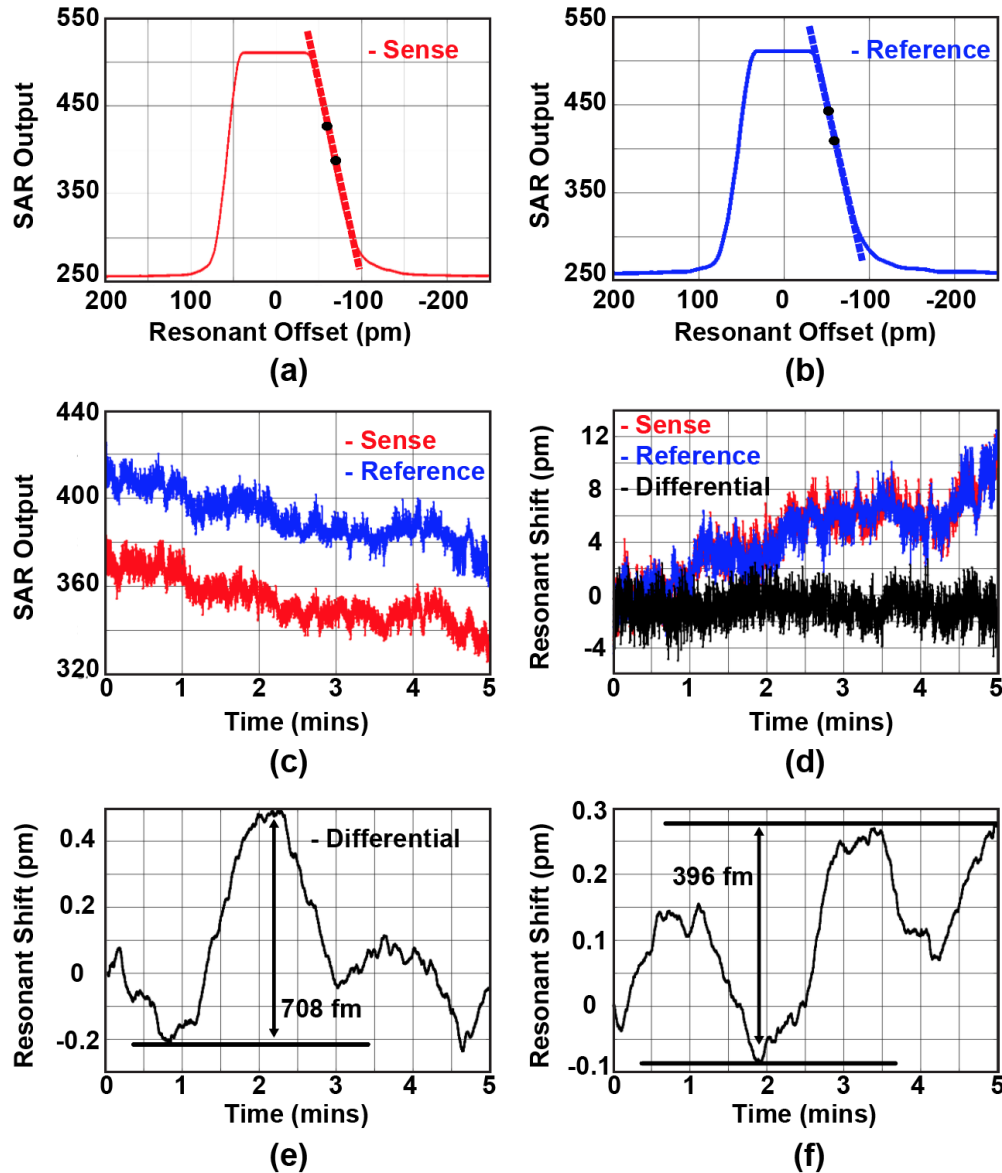 550
450
350
250
SAR Output
- Sense
200 100 0 -100 -200
Resonant Offset (pm)
(a)
550
450
350
250
SAR Output
- Reference
200 100 0 -100 -200
Resonant Offset (pm)
(b)
440
400
360
320
SAR Output
- Sense
- Reference
0 1 2 3 4 5
Time (mins)
(c)
12
8
4
0
-4
Resonant Shift (pm)
- Sense
- Reference
- Differential
0 1 2 3 4 5
Time (mins)
(d)
0.4
0.2
0
-0.2
Resonant Shift (pm)
- Differential
708 fm
0 1 2 3 4 5
Time (mins)
(e)
0.3
0.2
0.1
0
-0.1
Resonant Shift (pm)
396 fm
0 1 2 3 4 5
Time (mins)
(f)